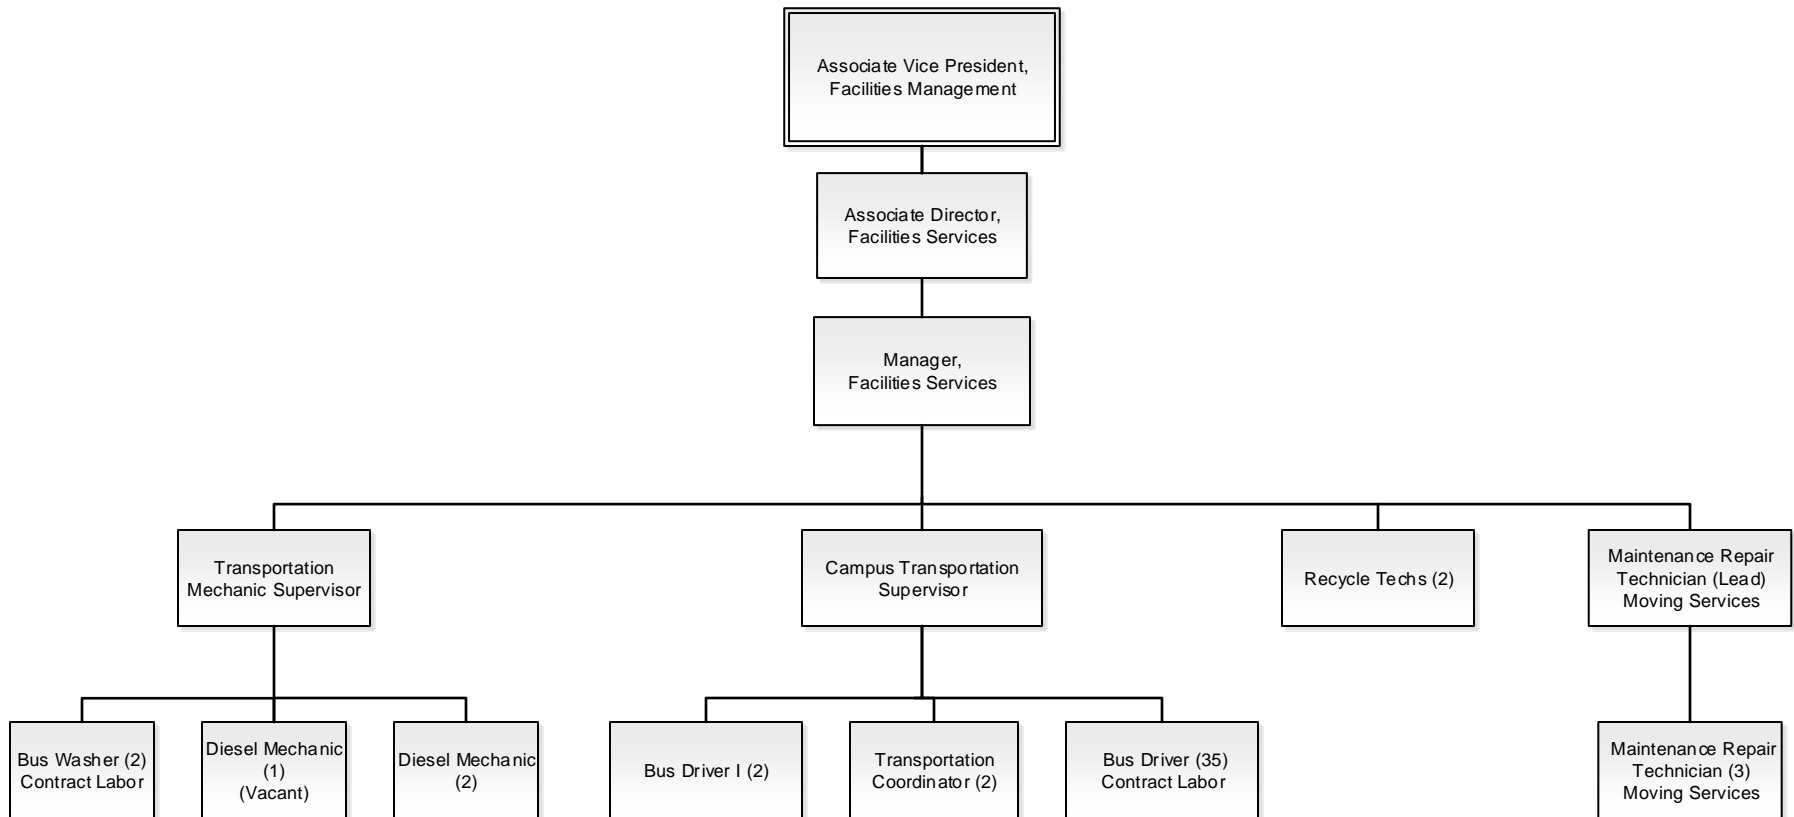 Associate Vice President,
Facilities Management
Associate Director,
Facilities Services
Manager,
Facilities Services
Transportation
Mechanic Supervisor
Campus Transportation
Supervisor
Recycle Techs (2)
Maintenance Repair
Technician (Lead)
Moving Services
Bus Washer (2)
Contract Labor
Diesel Mechanic
(1)
(Vacant)
Diesel Mechanic
(2)
Bus Driver I (2)
Transportation
Coordinator (2)
Bus Driver (35)
Contract Labor
Maintenance Repair
Technician (3)
Moving Services